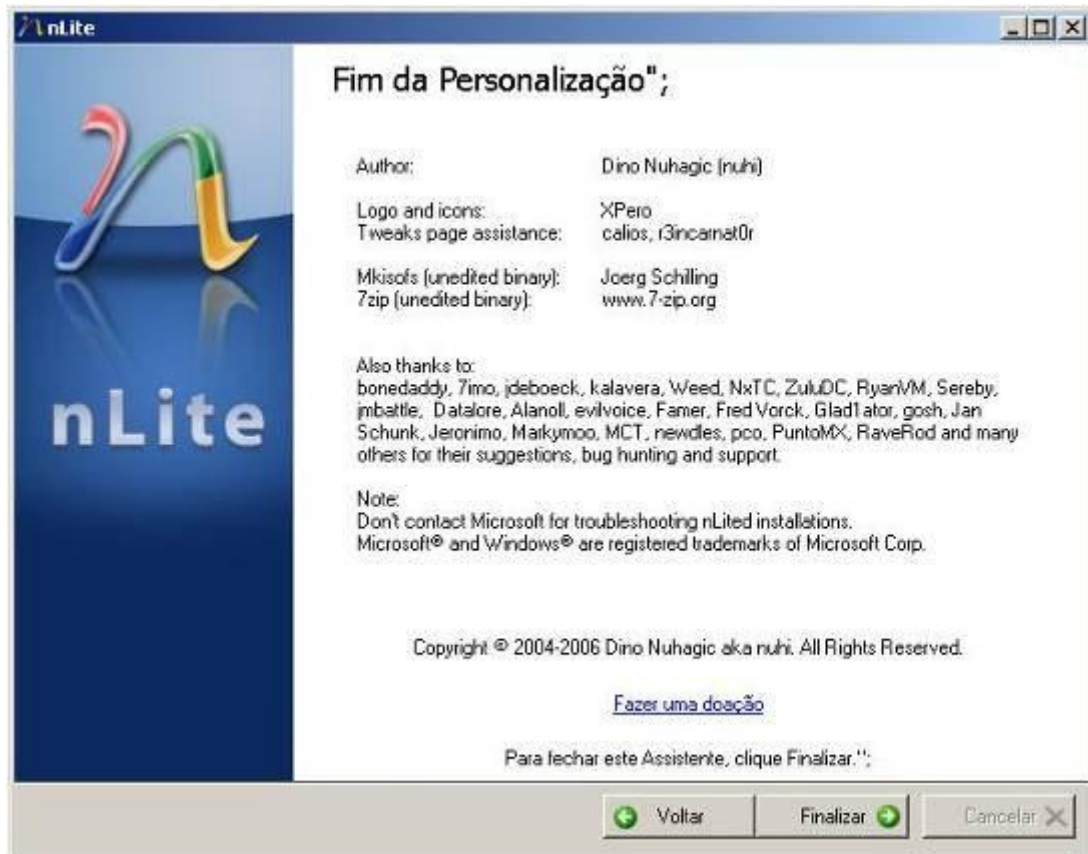 nLite
Fim da Personalização";
Author: Dino Nuhagic (nuhi)
Logo and icons: XPero
Tweaks page assistance: calios, r3incarnat0r
Mkisofs (unedited binary): Joerg Schilling
7zip (unedited binary): www.7-zip.org
Also thanks to:
bonedaddy, 7imo, jdeboeck, kalavera, Weed, NxTC, ZuluDC, RyanVM, Sereby,
jmbattle, Datalore, Alanoll, evilvoice, Famer, Fred Vorck, Glad1ator, gosh, Jan
Schunk, Jeronimo, Markymoo, MCT, newdles, pco, PuntoMX, RaveRod and many
others for their suggestions, bug hunting and support.
nLite
Note:
Don't contact Microsoft for troubleshooting nLited installations.
Microsoft® and Windows® are registered trademarks of Microsoft Corp.
Copyright © 2004-2006 Dino Nuhagic aka nuhi. All Rights Reserved.
Fazer uma doação
Para fechar este Assistente, clique Finalizar.";
Voltar Finalizar Cancelar